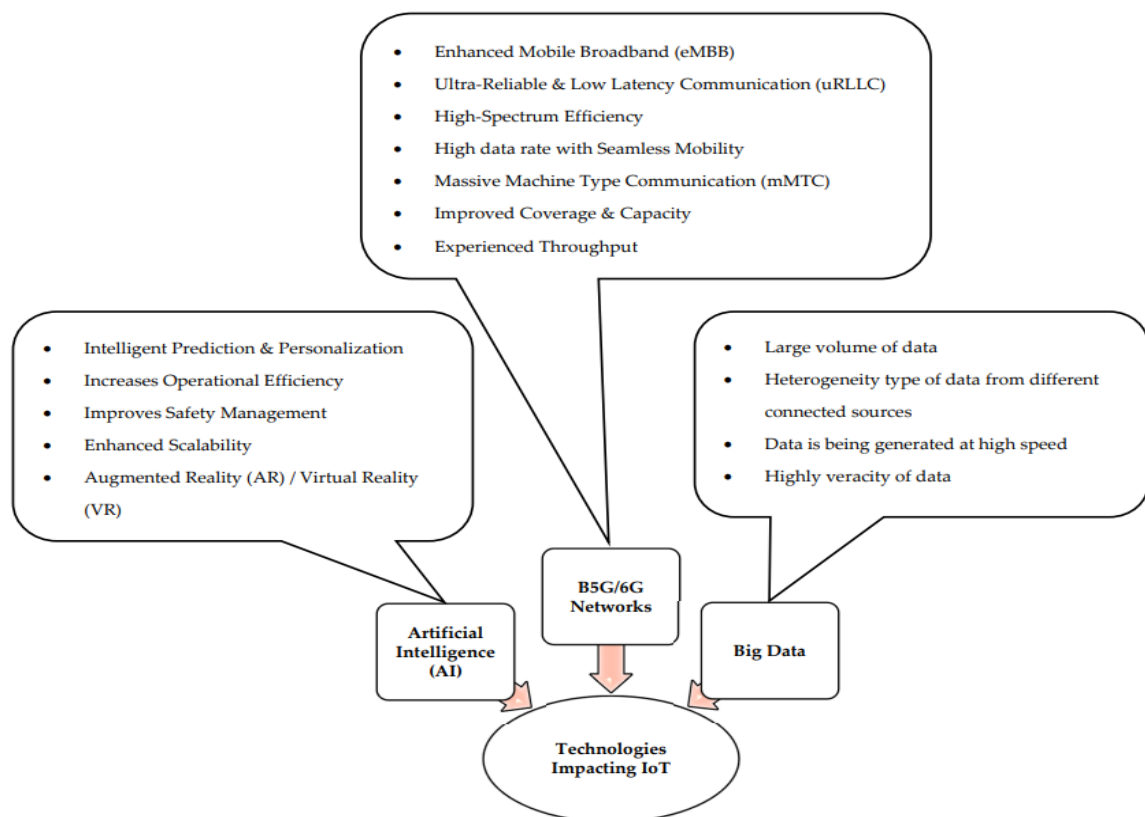 • Enhanced Mobile Broadband (eMBB)
• Ultra-Reliable & Low Latency Communication (uRLLC)
• High-Spectrum Efficiency
• High data rate with Seamless Mobility
• Massive Machine Type Communication (mMTC)
• Improved Coverage & Capacity
• Experienced Throughput
• Intelligent Prediction & Personalization
• Increases Operational Efficiency
• Improves Safety Management
• Enhanced Scalability
• Augmented Reality (AR) / Virtual Reality
(VR)
• Large volume of data
• Heterogeneity type of data from different
connected sources
• Data is being generated at high speed
• Highly veracity of data
Artificial
Intelligence
(AI)
B5G/6G
Networks
Big Data
Technologies
Impacting IoT